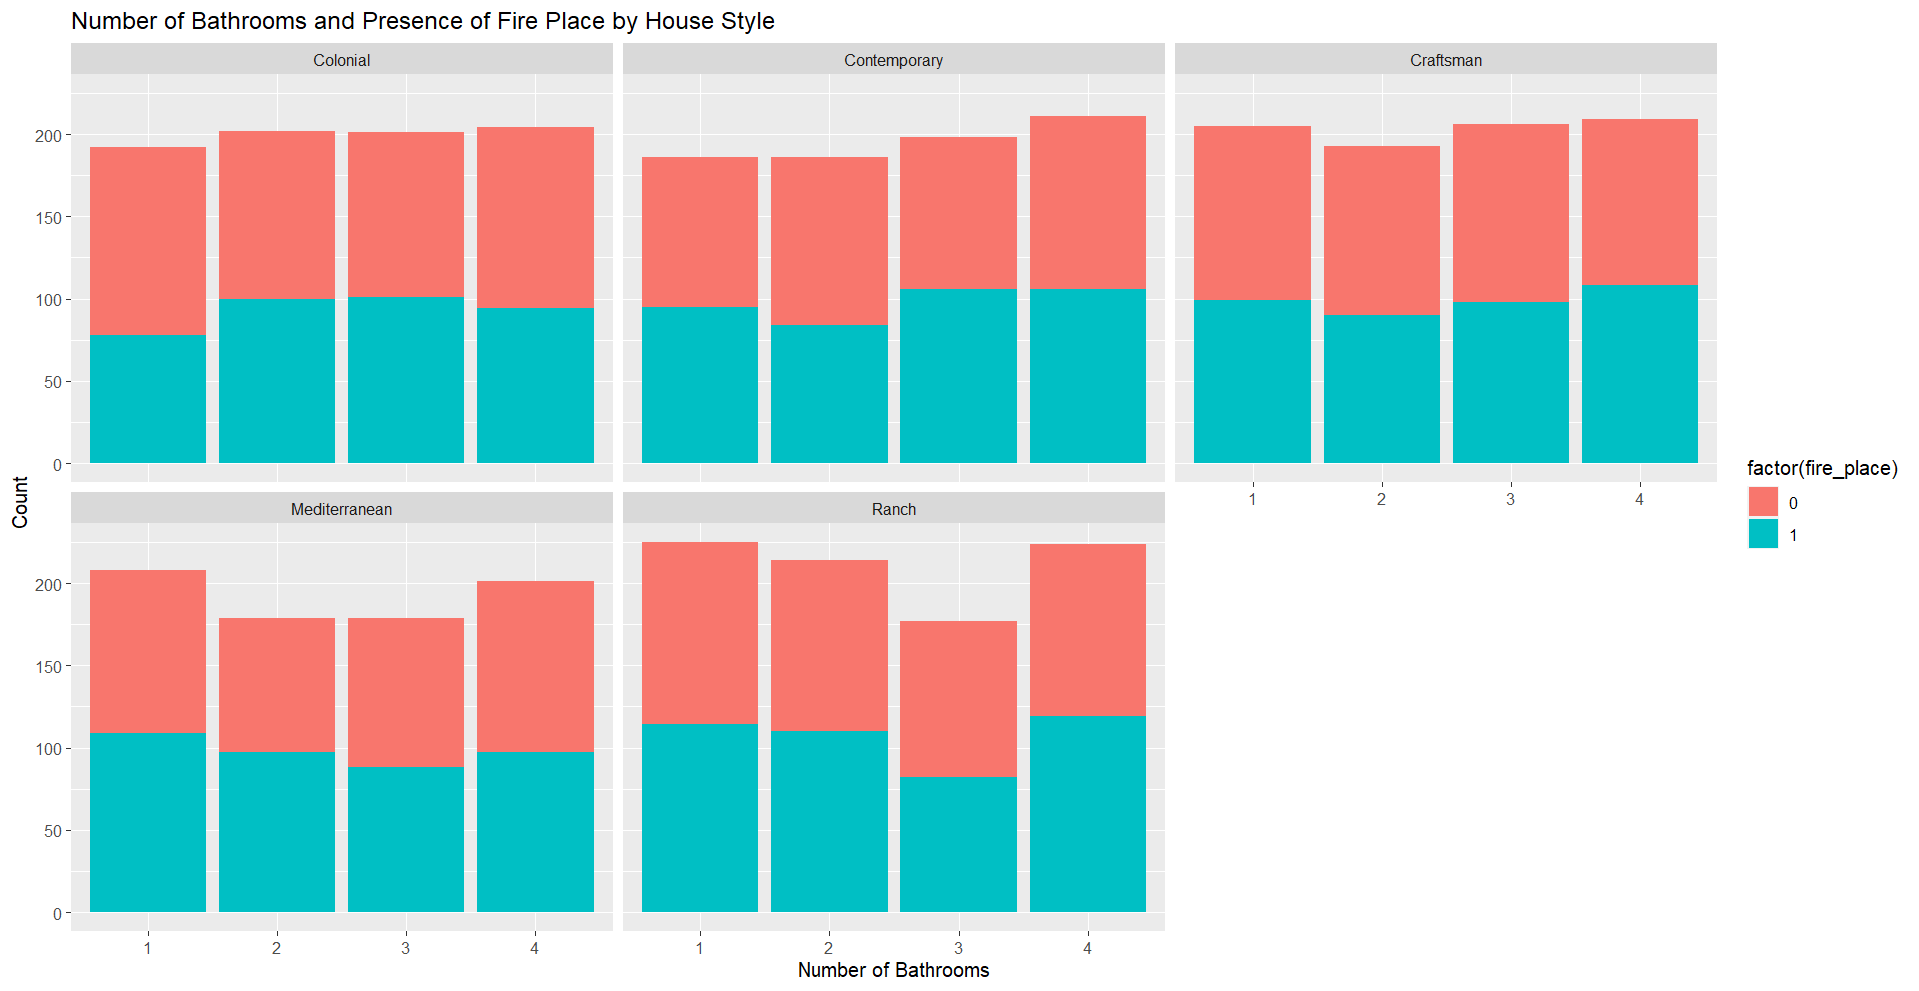 Number of Bathrooms and Presence of Fire Place by House Style
Colonial
Contemporary
Craftsman
200
150
100
50
0
1 2 3 4
Mediterranean
Ranch
200
150
100
50
0
1 2 3 4
1 2 3 4
Number of Bathrooms
Count
factor(fire_place)
0
1